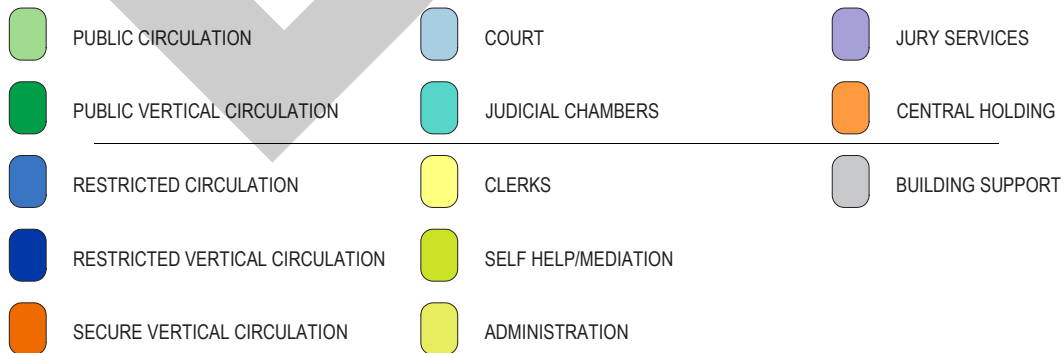 PUBLIC CIRCULATION
PUBLIC VERTICAL CIRCULATION
RESTRICTED CIRCULATION
RESTRICTED VERTICAL CIRCULATION
SECURE VERTICAL CIRCULATION
COURT
JUDICIAL CHAMBERS
CLERKS
SELF HELP/MEDIATION
ADMINISTRATION
JURY SERVICES
CENTRAL HOLDING
BUILDING SUPPORT